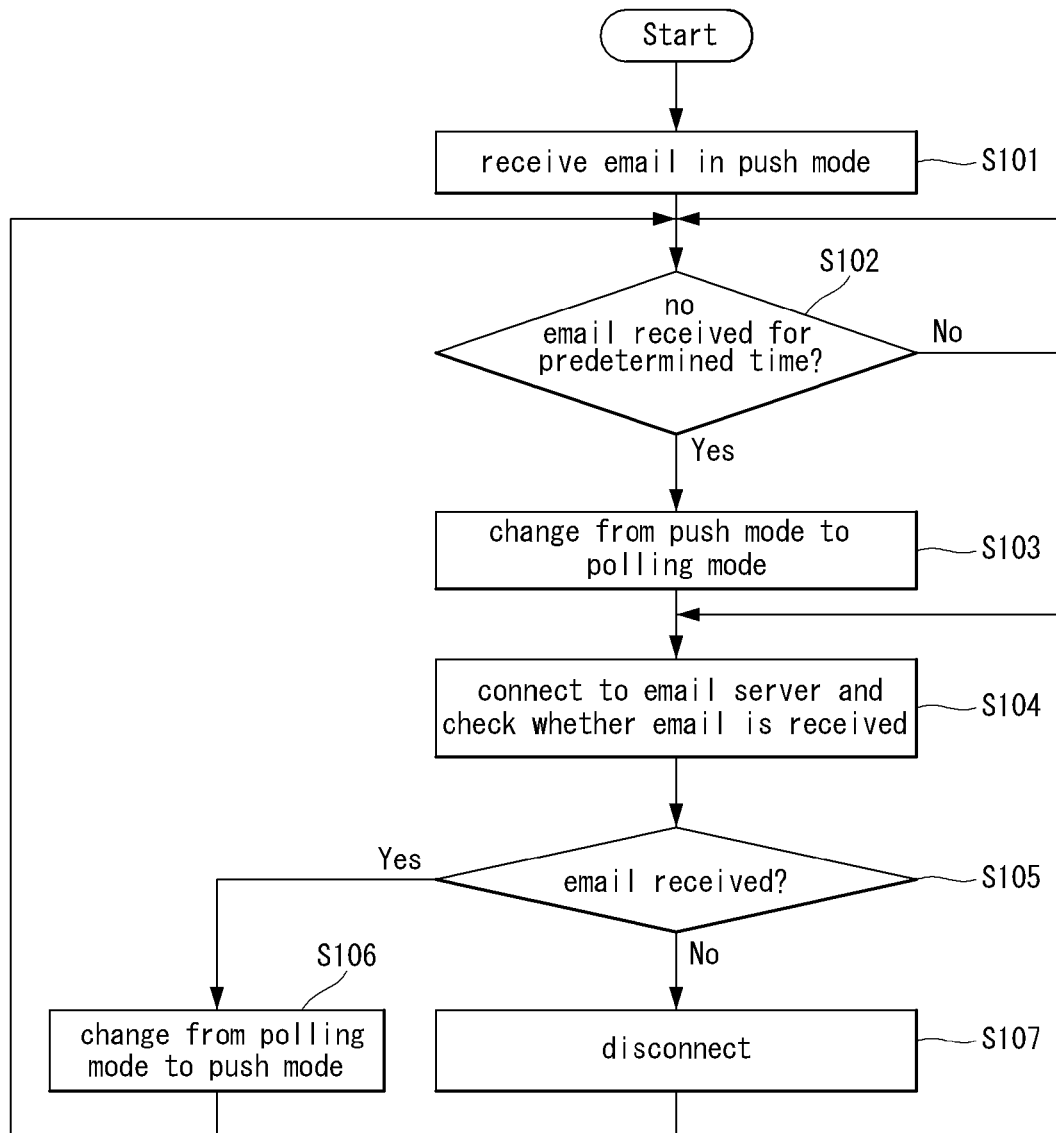 Start
receive email in push mode
S101
S102
no
email received for
predetermined time?
No
Yes
change from push mode to
polling mode
S103
connect to email server and
check whether email is received
S104
Yes
email received?
S105
No
S106
change from polling
mode to push mode
disconnect
S107